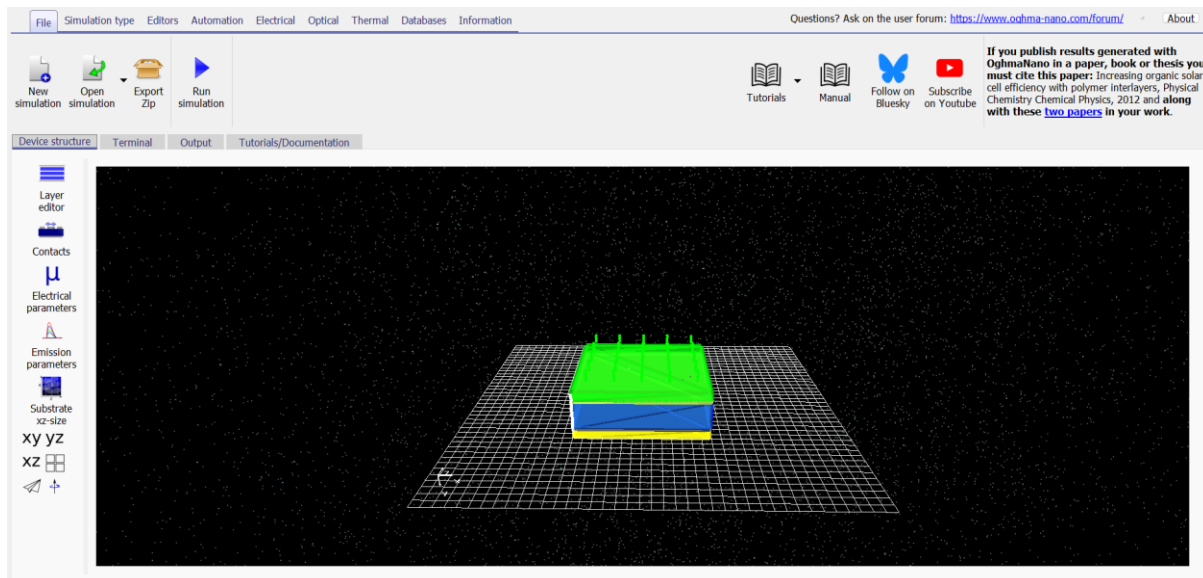 File Simulation type Editors Automation Electrical Optical Thermal Databases Information
Questions? Ask on the user forum: https://www.oghma-nano.com/forum/ About
New simulation
Open simulation
Export Zip
Run simulation
Tutorials
Manual
Follow on Bluesky
Subscribe on Youtube
If you publish results generated with
OghmaNano in a paper, book or thesis you
must cite this paper: Increasing organic solar
cell efficiency with polymer interlayers, Physical
Chemistry Chemical Physics, 2012 and along
with these two papers in your work.
Device structure Terminal Output Tutorials/Documentation
Layer
editor
Contacts
μ
Electrical
parameters
Emission
parameters
Substrate
xz-size
xy yz
xz